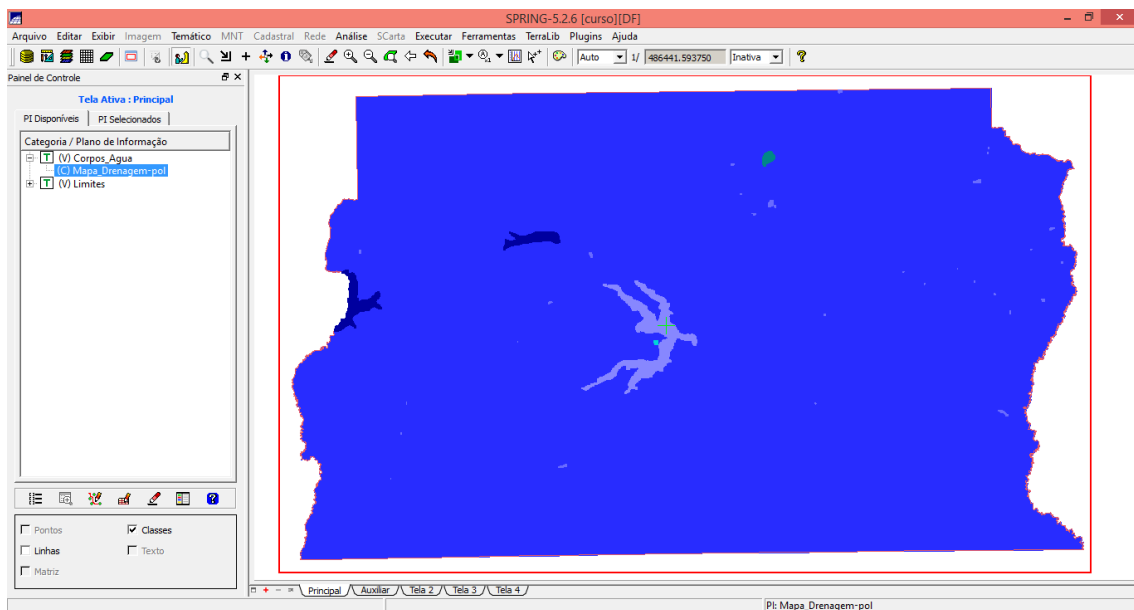 SPRING-5.2.6 [curso][DF]
Arquivo Editar Exibir Imagem Temático MNT Cadastral Rede Análise SCarta Executar Ferramentas TerraLib Plugins Ajuda
Auto 1/ 486441.593750 Inativa
Painel de Controle
Tela Ativa : Principal
PI Disponíveis PI Selecionados
Categoria / Plano de Informação
T (V) Corpos_Agua
(C) Mapa_Drenagem-pol
T (V) Limites
Pontos Classes
Linhas Texto
Matriz
Principal Auxiliar Tela 2 Tela 3 Tela 4
PI: Mapa_Drenagem-pol